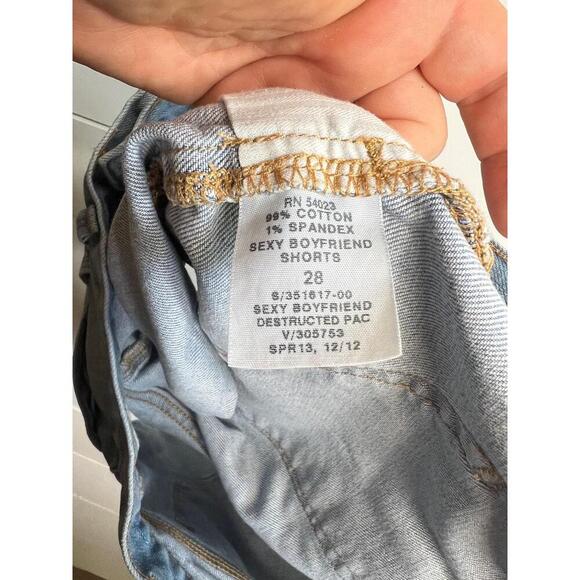 RN 54023
99% COTTON
1% SPANDEX
SEXY BOYFRIEND
SHORTS
28
S/351617-00
SEXY BOYFRIEND
DESTRUCTED PAC
V/305753
SPR13, 12/12